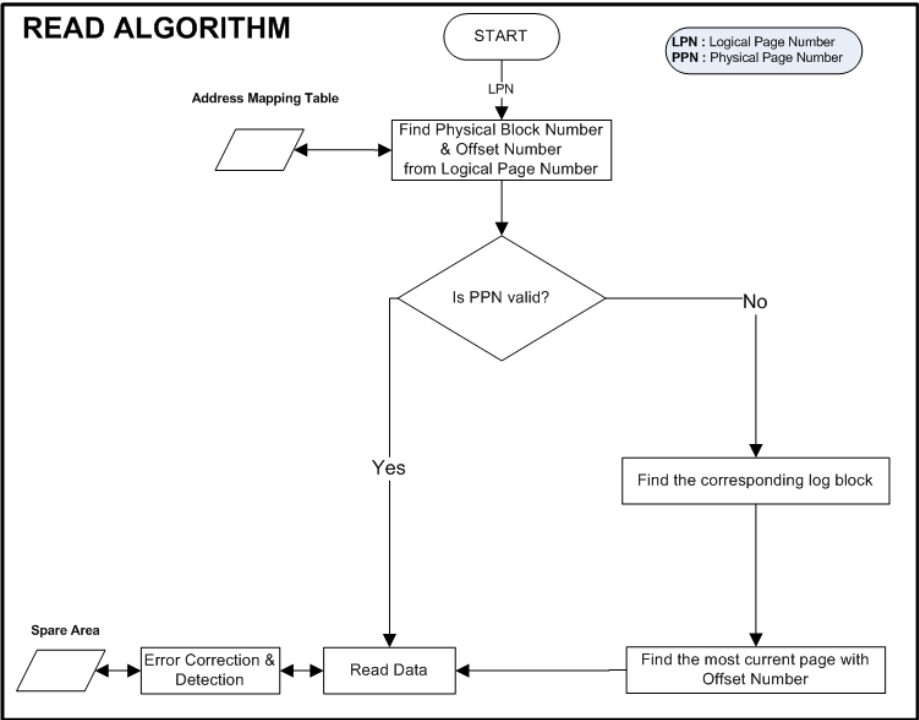 READ ALGORITHM
START
LPN : Logical Page Number
PPN : Physical Page Number
LPN
Address Mapping Table
Find Physical Block Number
& Offset Number
from Logical Page Number
Is PPN valid?
No
Yes
Find the corresponding log block
Spare Area
Error Correction &
Detection
Read Data
Find the most current page with
Offset Number